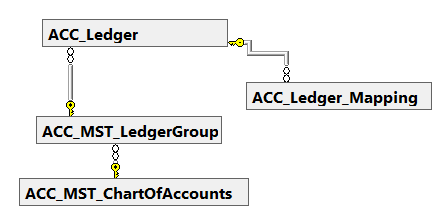 ACC_Ledger
ACC_Ledger_Mapping
ACC_MST_LedgerGroup
ACC_MST_ChartOfAccounts